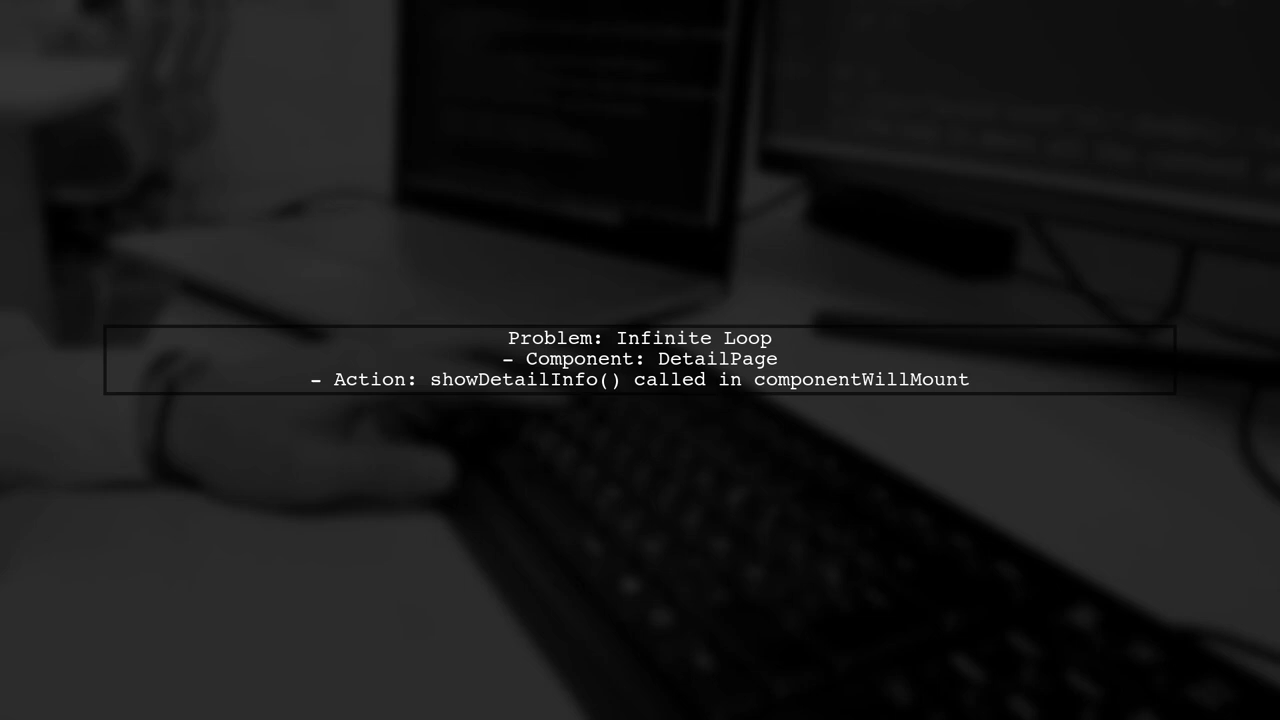 Problem: Infinite Loop
- Component: DetailPage
- Action: showDetailInfo() called in componentWillMount